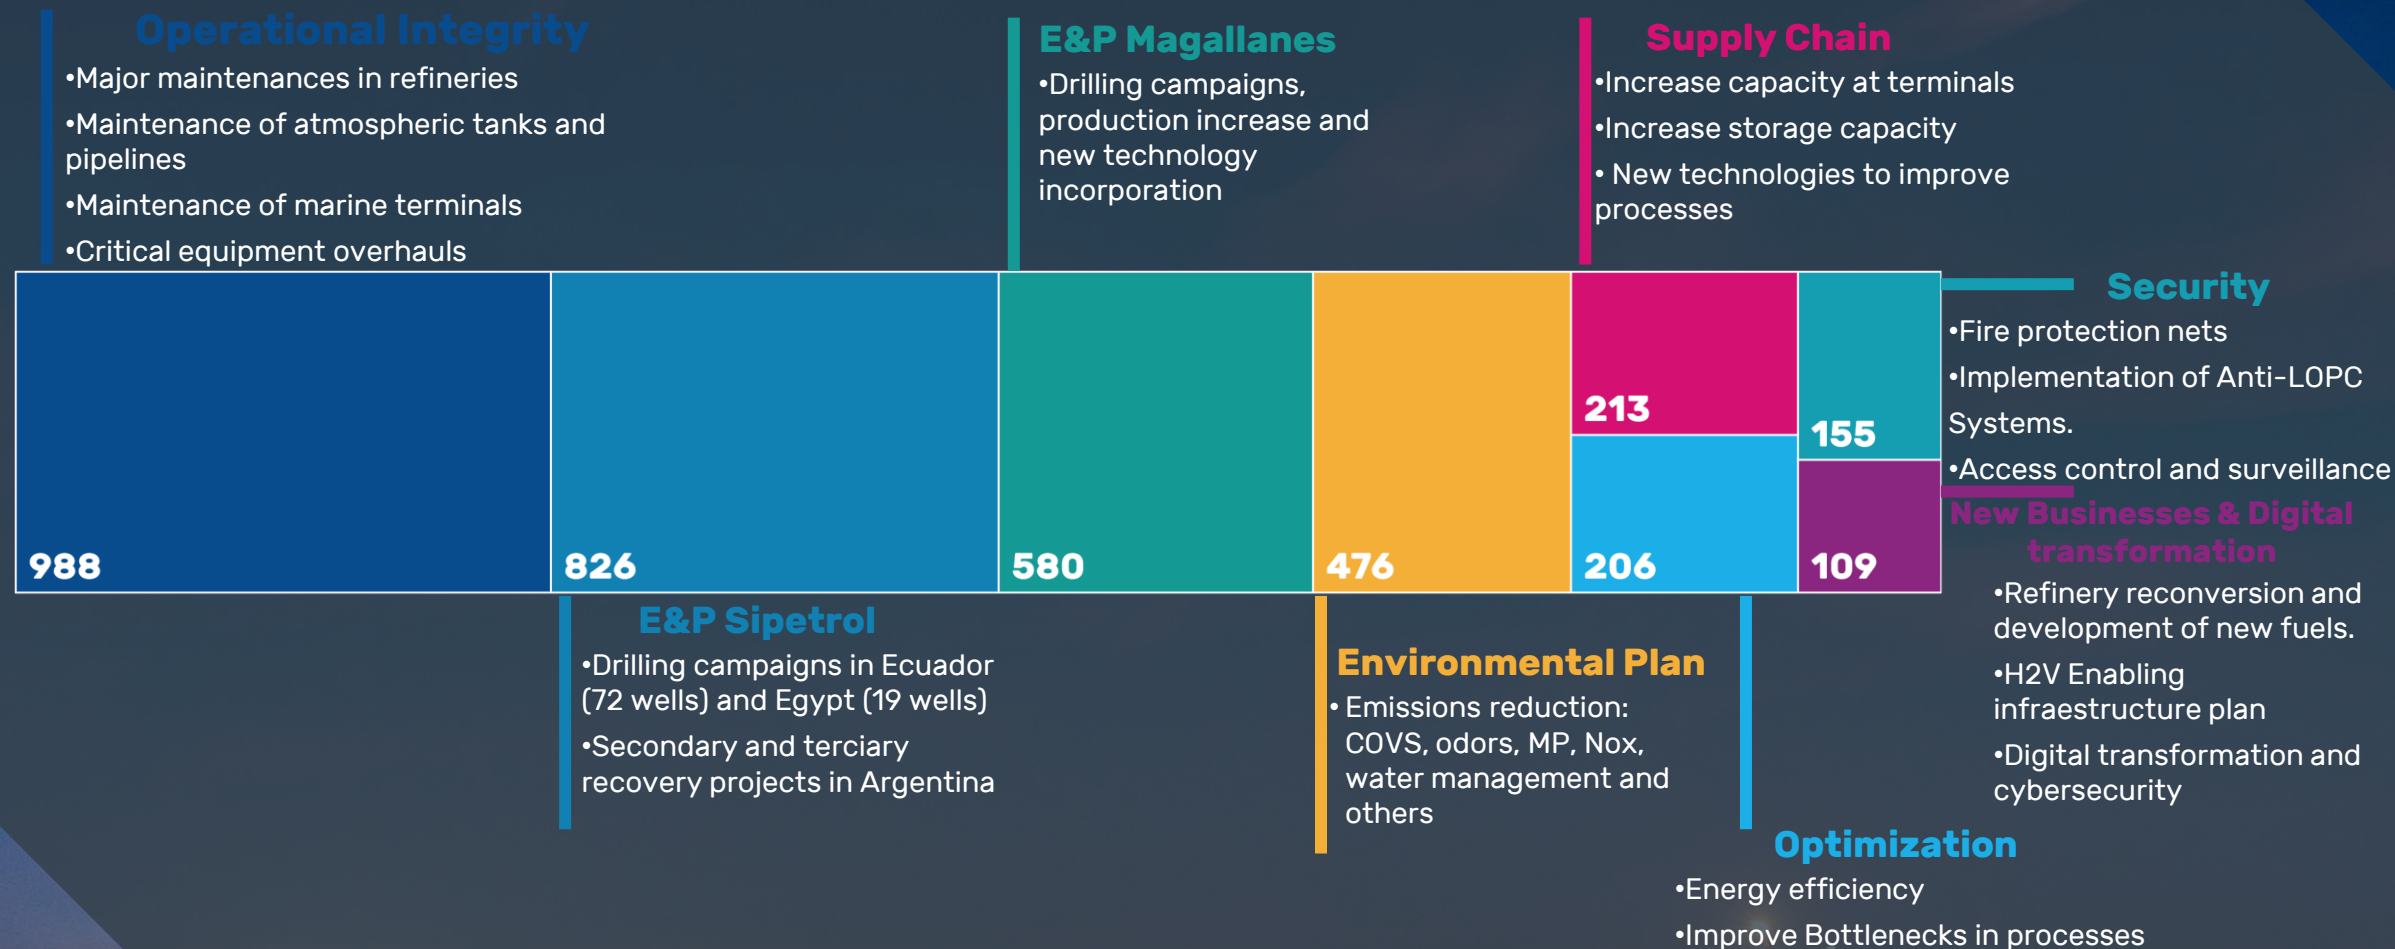 Operational Integrity
•Major maintenances in refineries
•Maintenance of atmospheric tanks and
pipelines
•Maintenance of marine terminals
•Critical equipment overhauls
E&P Magallanes
•Drilling campaigns,
production increase and
new technology
incorporation
Supply Chain
•Increase capacity at terminals
•Increase storage capacity
• New technologies to improve
processes
988
826
580
476
213
206
155
109
Security
•Fire protection nets
•Implementation of Anti-LOPC
Systems.
•Access control and surveillance
New Businesses & Digital
transformation
•Refinery reconversion and
development of new fuels.
•H2V Enabling
infraestructure plan
•Digital transformation and
cybersecurity
E&P Sipetrol
•Drilling campaigns in Ecuador
(72 wells) and Egypt (19 wells)
•Secondary and terciary
recovery projects in Argentina
Environmental Plan
• Emissions reduction:
COVS, odors, MP, Nox,
water management and
others
Optimization
•Energy efficiency
•Improve Bottlenecks in processes